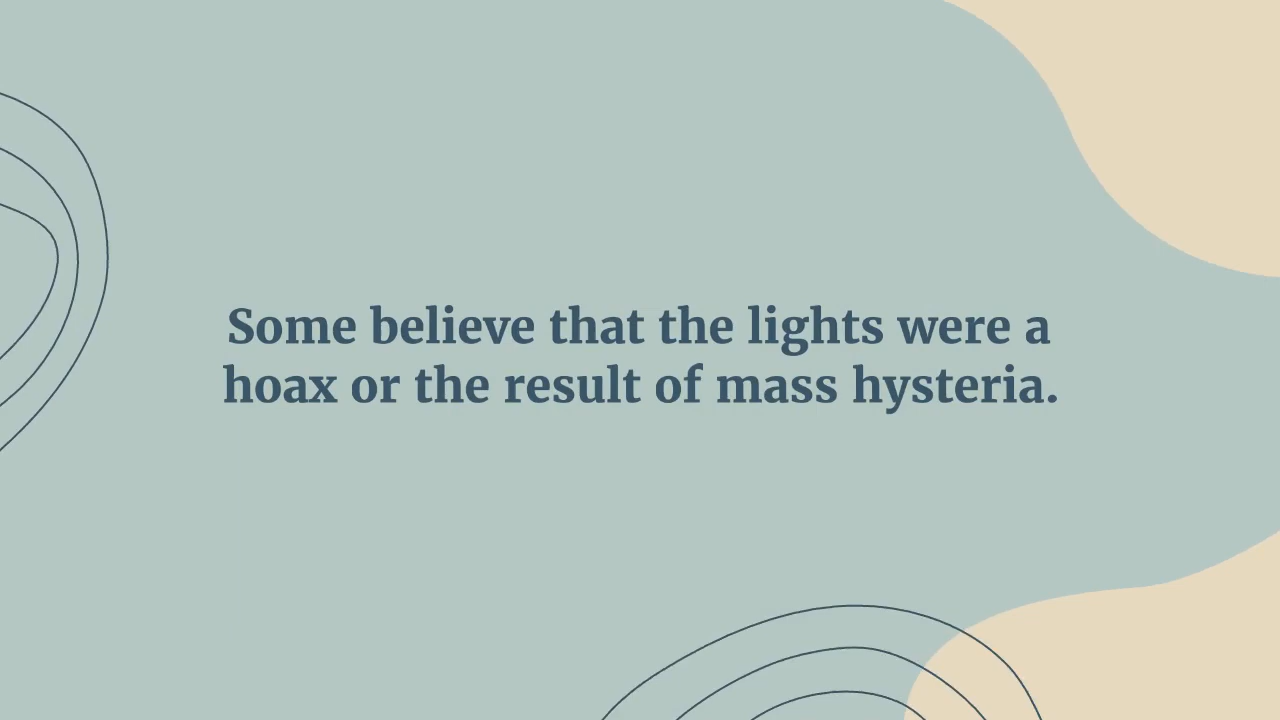 Some believe that the lights were a
hoax or the result of mass hysteria.